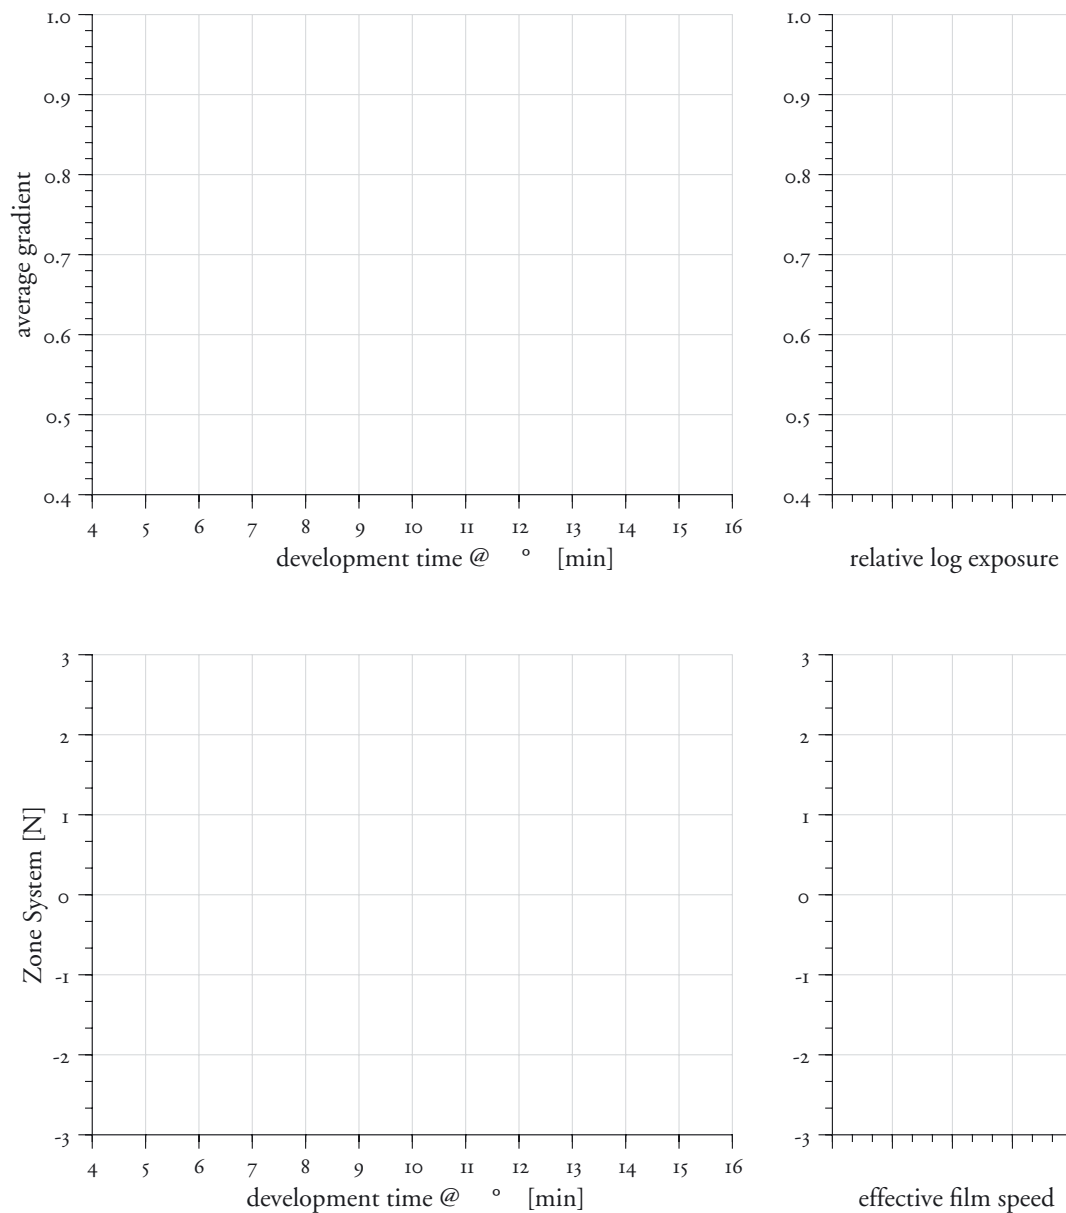 1.0 1.0
0.9 0.9
0.8 0.8
0.7 0.7
0.6 0.6
0.5 0.5
0.4 0.4
average gradient
4 5 6 7 8 9 10 11 12 13 14 15 16
development time @ ° [min] relative log exposure
3 3
2 2
1 1
0 0
-1 -1
-2 -2
-3 -3
Zone System [N]
4 5 6 7 8 9 10 11 12 13 14 15 16
development time @ ° [min] effective film speed